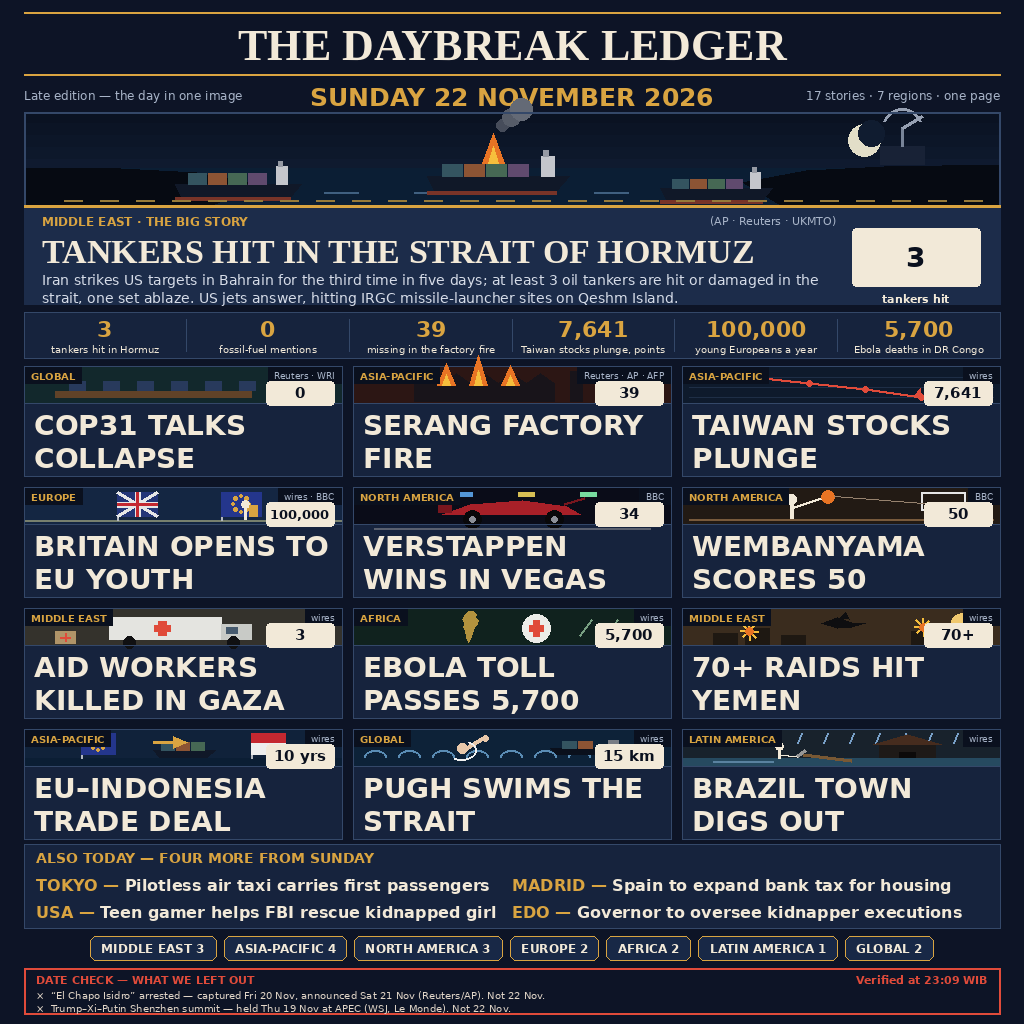 THE DAYBREAK LEDGER
Late edition — the day in one image
SUNDAY 22 NOVEMBER 2026
17 stories · 7 regions · one page
MIDDLE EAST · THE BIG STORY
(AP · Reuters · UKMTO)
TANKERS HIT IN THE STRAIT OF HORMUZ
Iran strikes US targets in Bahrain for the third time in five days; at least 3 oil tankers are hit or damaged in the
strait, one set ablaze. US jets answer, hitting IRGC missile-launcher sites on Qeshm Island.
3
tankers hit
3
tankers hit in Hormuz
0
fossil-fuel mentions
39
missing in the factory fire
7,641
Taiwan stocks plunge, points
100,000
young Europeans a year
5,700
Ebola deaths in DR Congo
GLOBAL
Reuters · WRI
0
COP31 TALKS
COLLAPSE
ASIA-PACIFIC
Reuters · AP · AFP
39
SERANG FACTORY
FIRE
ASIA-PACIFIC
wires
7,641
TAIWAN STOCKS
PLUNGE
EUROPE
wires · BBC
100,000
BRITAIN OPENS TO
EU YOUTH
NORTH AMERICA
BBC
34
VERSTAPPEN
WINS IN VEGAS
NORTH AMERICA
BBC
50
WEMBANYAMA
SCORES 50
MIDDLE EAST
wires
3
AID WORKERS
KILLED IN GAZA
AFRICA
wires
5,700
EBOLA TOLL
PASSES 5,700
MIDDLE EAST
wires
70+
70+ RAIDS HIT
YEMEN
ASIA-PACIFIC
wires
10 yrs
EU–INDONESIA
TRADE DEAL
GLOBAL
wires
15 km
PUGH SWIMS THE
STRAIT
LATIN AMERICA
wires
BRAZIL TOWN
DIGS OUT
ALSO TODAY — FOUR MORE FROM SUNDAY
TOKYO — Pilotless air taxi carries first passengers
MADRID — Spain to expand bank tax for housing
USA — Teen gamer helps FBI rescue kidnapped girl
EDO — Governor to oversee kidnapper executions
MIDDLE EAST 3
ASIA-PACIFIC 4
NORTH AMERICA 3
EUROPE 2
AFRICA 2
LATIN AMERICA 1
GLOBAL 2
DATE CHECK — WHAT WE LEFT OUT
Verified at 23:09 WIB
× “El Chapo Isidro” arrested — captured Fri 20 Nov, announced Sat 21 Nov (Reuters/AP). Not 22 Nov.
× Trump–Xi–Putin Shenzhen summit — held Thu 19 Nov at APEC (WSJ, Le Monde). Not 22 Nov.